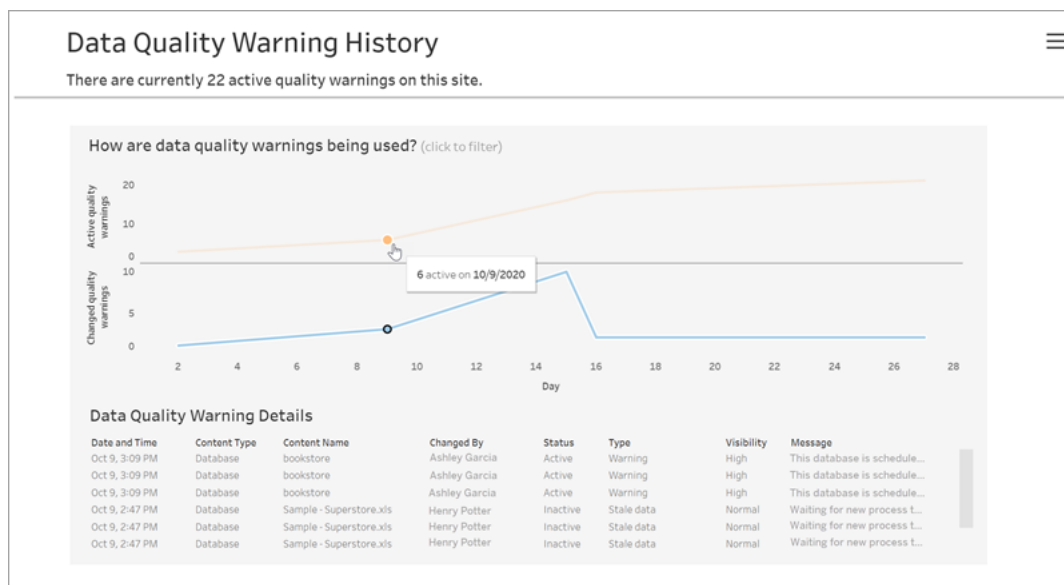 Data Quality Warning History
There are currently 22 active quality warnings on this site.
How are data quality warnings being used? (click to filter)
Active quality
warnings
20
10
0
6 active on 10/9/2020
Changed quality
warnings
10
5
0
2 4 6 8 10 12 14 16 18 20 22 24 26 28
Day
Data Quality Warning Details
Date and Time Content Type Content Name Changed By Status Type Visibility Message
Oct 9, 3:09 PM Database bookstore Ashley Garcia Active Warning High This database is schedule...
Oct 9, 3:09 PM Database bookstore Ashley Garcia Active Warning High This database is schedule...
Oct 9, 3:09 PM Database bookstore Ashley Garcia Active Warning High This database is schedule...
Oct 9, 2:47 PM Database Sample - Superstore.xls Henry Potter Inactive Stale data Normal Waiting for new process t...
Oct 9, 2:47 PM Database Sample - Superstore.xls Henry Potter Inactive Stale data Normal Waiting for new process t...
Oct 9, 2:47 PM Database Sample - Superstore.xls Henry Potter Inactive Stale data Normal Waiting for new process t...